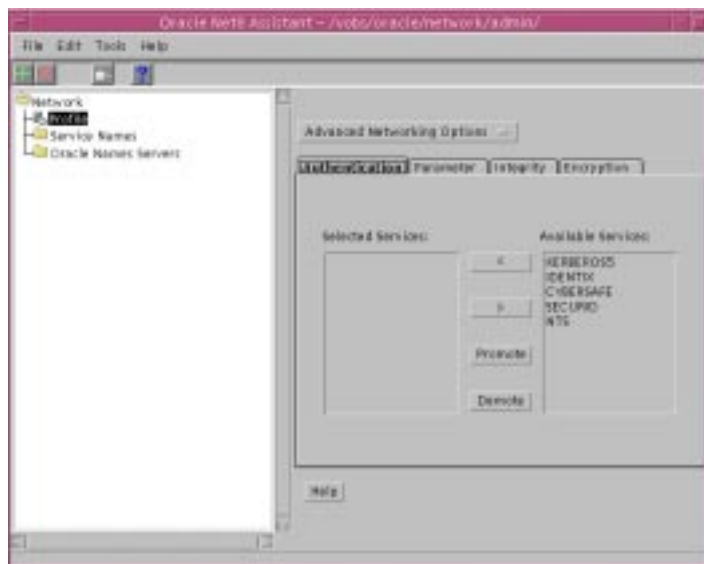 Oracle Net8 Assistant - /vobs/oracle/network/admin/
File Edit Tools Help
Network
Profile
Service Names
Oracle Names Servers
Advanced Networking Options
Authentication Parameter Integrity Encryption
Selected Services: Available Services:
<
>
Promote
Demote
KERBEROS5
IDENTIX
CYBERSAFE
SECURID
NTS
Help